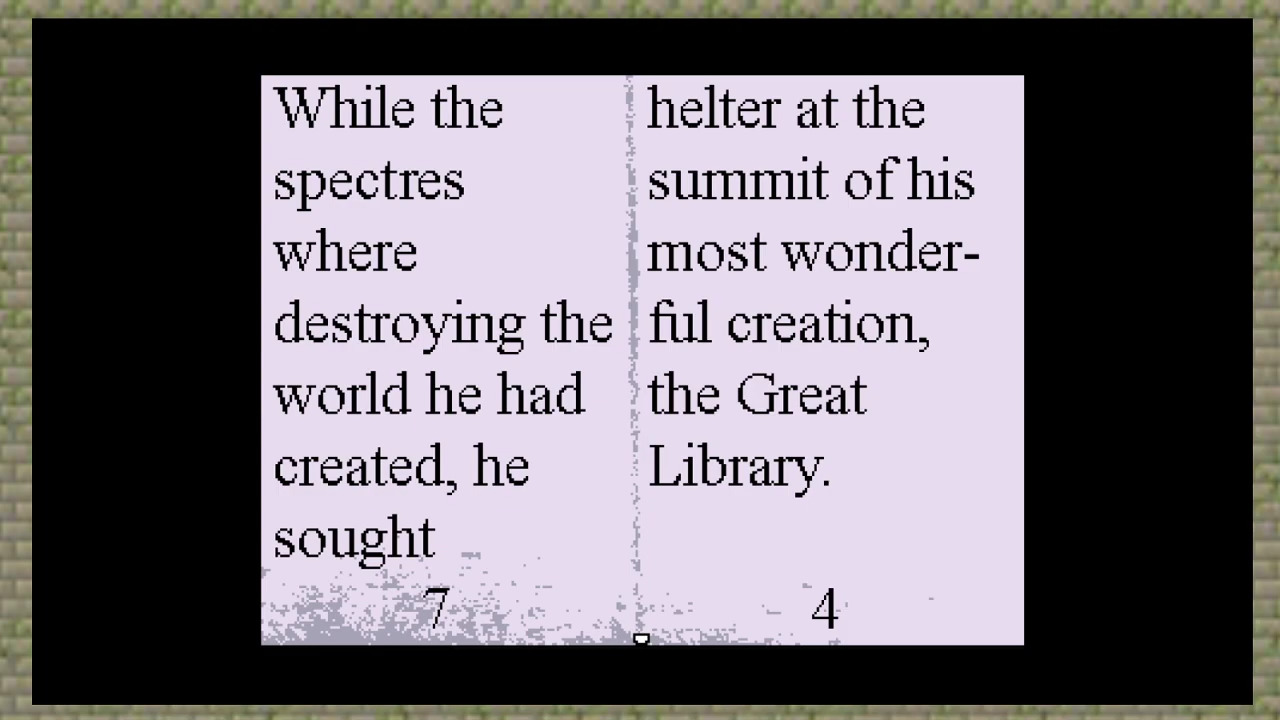 While the
spectres
where
destroying the
world he had
created, he
sought
7
helter at the
summit of his
most wonder-
ful creation,
the Great
Library.
4